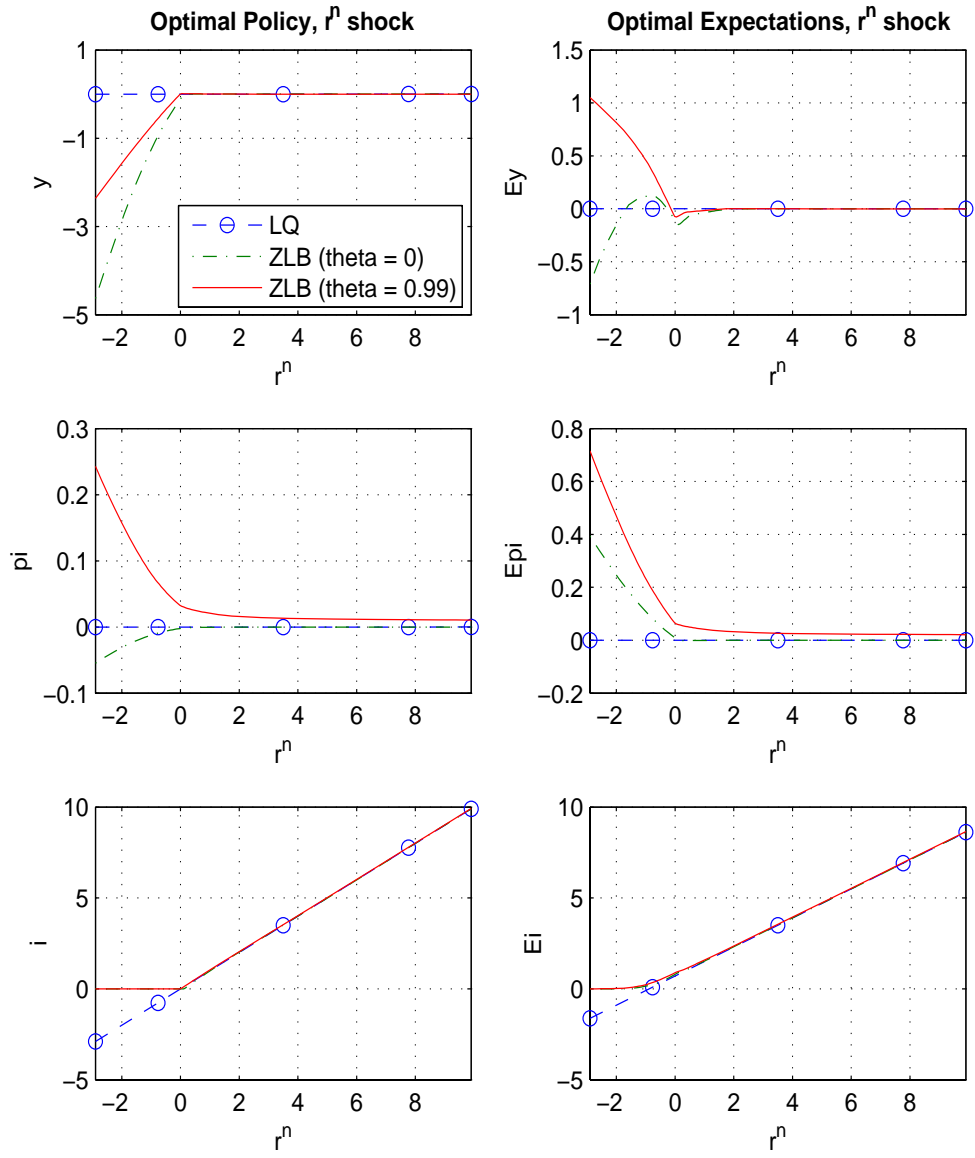 Optimal Policy, r^n shock
1
−1
−3
−5
y
−2 0 2 4 6 8
r^n
LQ
ZLB (theta = 0)
ZLB (theta = 0.99)
Optimal Expectations, r^n shock
1.5
1
0.5
0
−0.5
−1
Ey
−2 0 2 4 6 8
r^n
0.3
0.2
0.1
0
−0.1
pi
−2 0 2 4 6 8
r^n
0.8
0.6
0.4
0.2
0
−0.2
Epi
−2 0 2 4 6 8
r^n
10
5
0
−5
i
−2 0 2 4 6 8
r^n
10
5
0
−5
Ei
−2 0 2 4 6 8
r^n